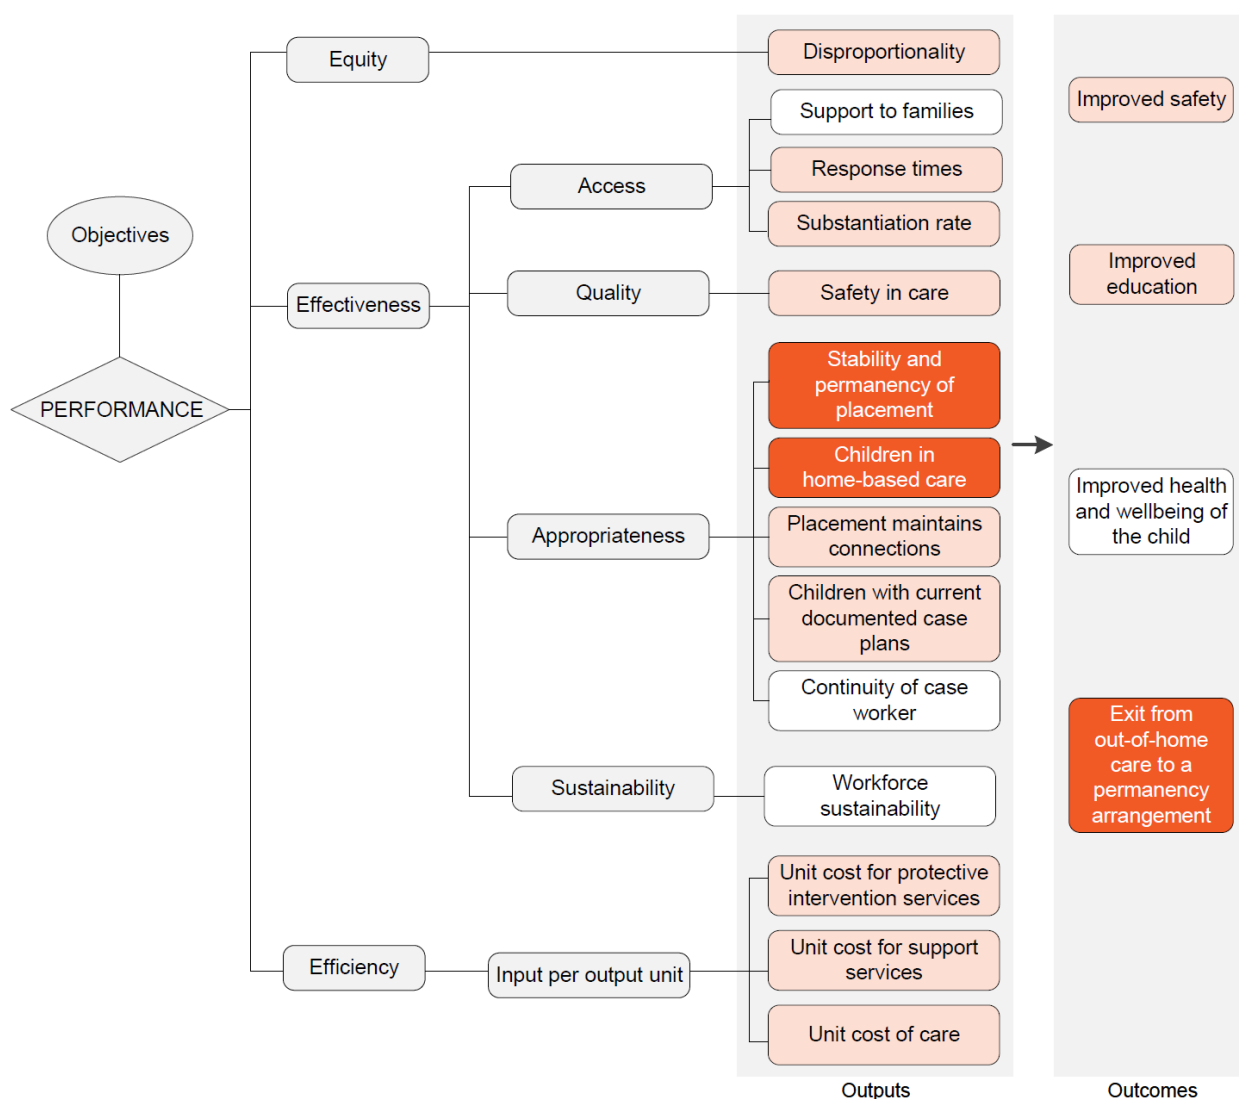 Objectives
PERFORMANCE
Equity
Effectiveness
Efficiency
Access
Quality
Appropriateness
Sustainability
Input per output unit
Disproportionality
Support to families
Response times
Substantiation rate
Safety in care
Stability and
permanency of
placement
Children in
home-based care
Placement maintains
connections
Children with current
documented case
plans
Continuity of case
worker
Workforce
sustainability
Unit cost for protective
intervention services
Unit cost for support
services
Unit cost of care
Outputs
Improved safety
Improved
education
Improved health
and wellbeing of
the child
Exit from
out-of-home
care to a
permanency
arrangement
Outcomes